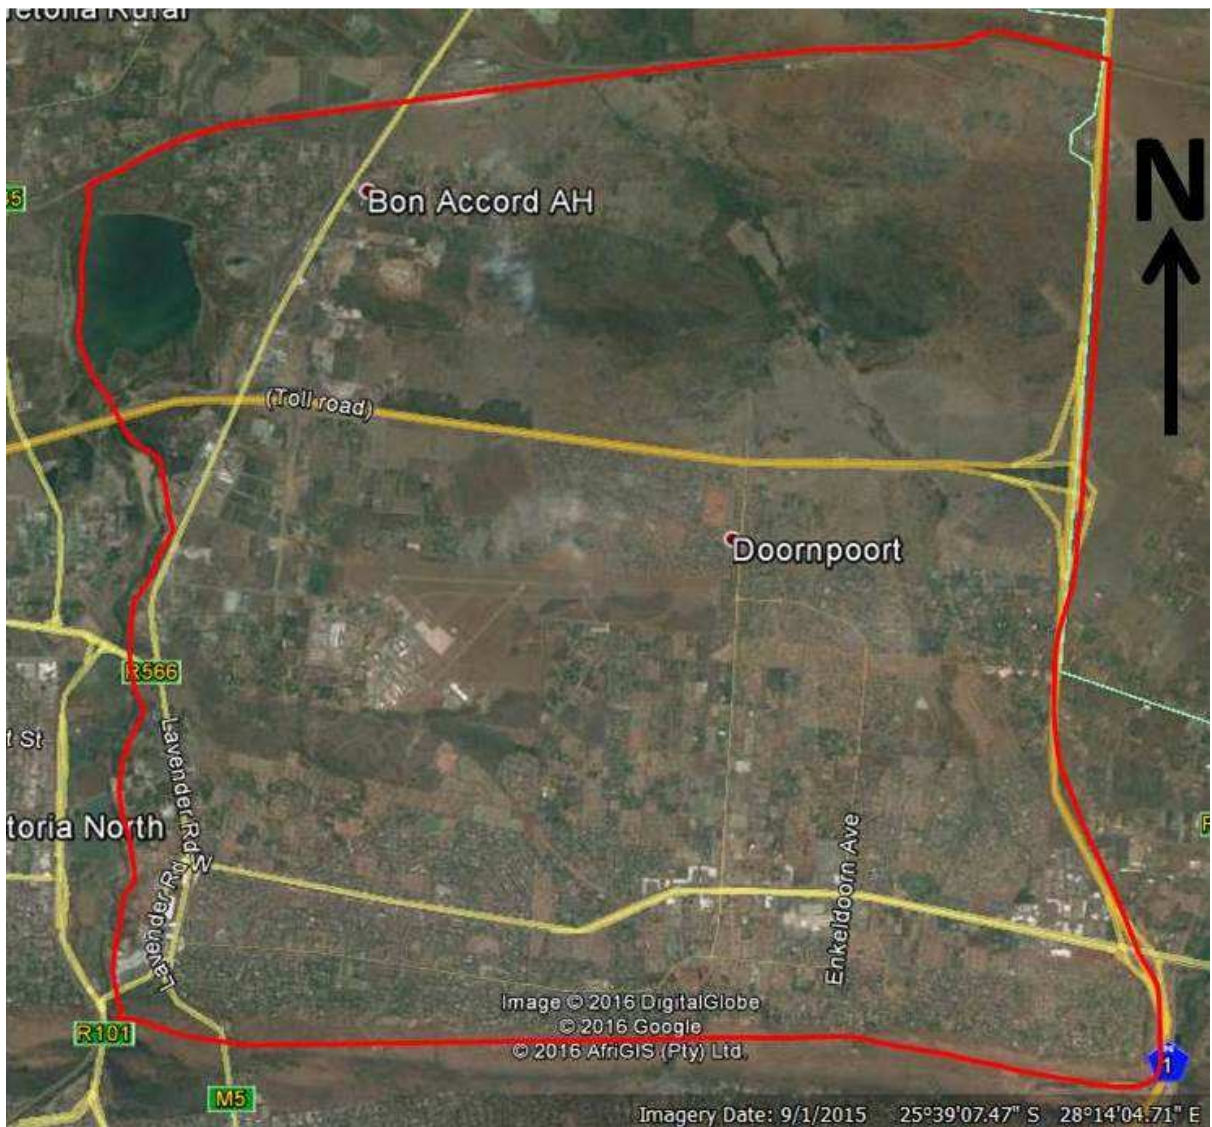 retoria Rural
N
Bon Accord AH
(Toll road)
Doornpoort
R566
t St
Lavender Rd
toria North
W
Lavender Rd
Enkeldoorn Ave
Image © 2016 DigitalGlobe
© 2016 Google
© 2016 AfriGIS (Pty) Ltd.
R101
1
M5
Imagery Date: 9/1/2015 25°39'07.47" S 28°14'04.71" E